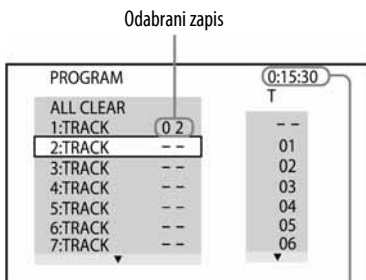 Odabrani zapis
PROGRAM 0:15:30
T
ALL CLEAR
1:TRACK 0 2 - -
2:TRACK - - 01
3:TRACK - - 02
4:TRACK - - 03
5:TRACK - - 04
6:TRACK - - 05
7:TRACK - - 06